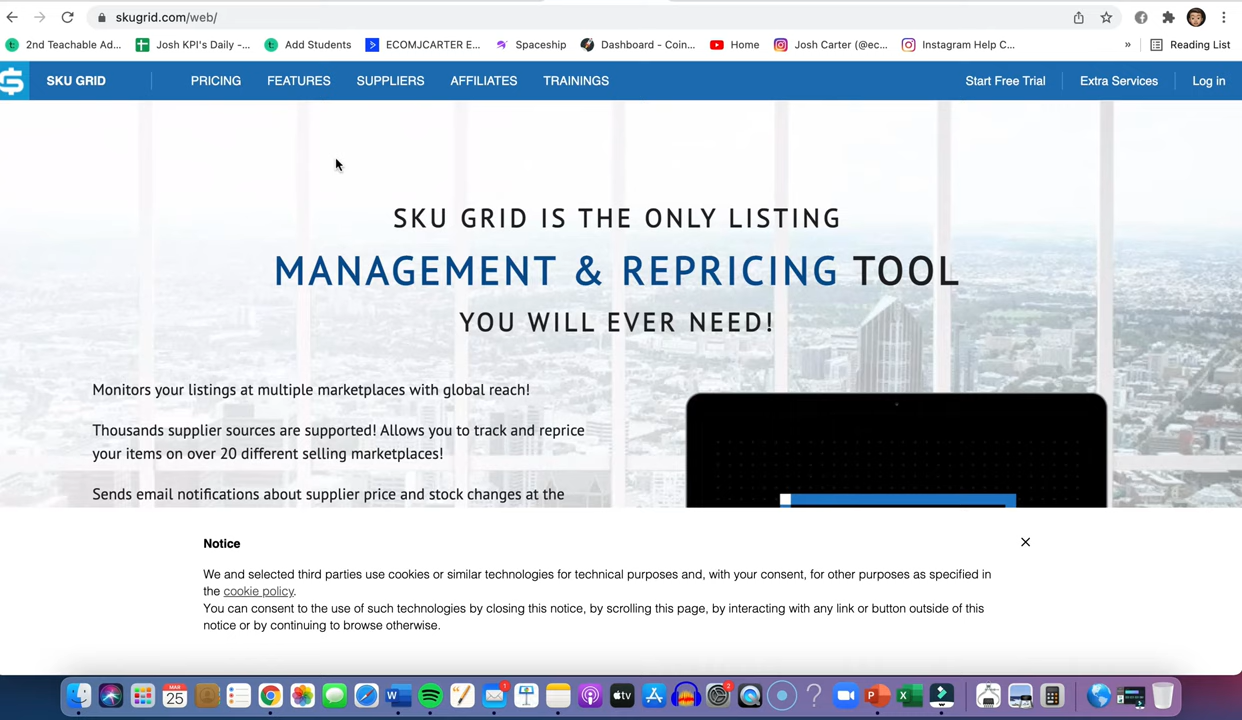 skugrid.com/web/
2nd Teachable Ad...
Josh KPI's Daily -...
Add Students
ECOMJCARTER E...
Spaceship
Dashboard - Coin...
Home
Josh Carter (@ec...
Instagram Help C...
»
Reading List
SKU GRID
PRICING
FEATURES
SUPPLIERS
AFFILIATES
TRAININGS
Start Free Trial
Extra Services
Log in
SKU GRID IS THE ONLY LISTING
MANAGEMENT & REPRICING TOOL
YOU WILL EVER NEED!
Monitors your listings at multiple marketplaces with global reach!
Thousands supplier sources are supported! Allows you to track and reprice
your items on over 20 different selling marketplaces!
Sends email notifications about supplier price and stock changes at the
Notice
We and selected third parties use cookies or similar technologies for technical purposes and, with your consent, for other purposes as specified in
the cookie policy.
You can consent to the use of such technologies by closing this notice, by scrolling this page, by interacting with any link or button outside of this
notice or by continuing to browse otherwise.
MAR
25
tv